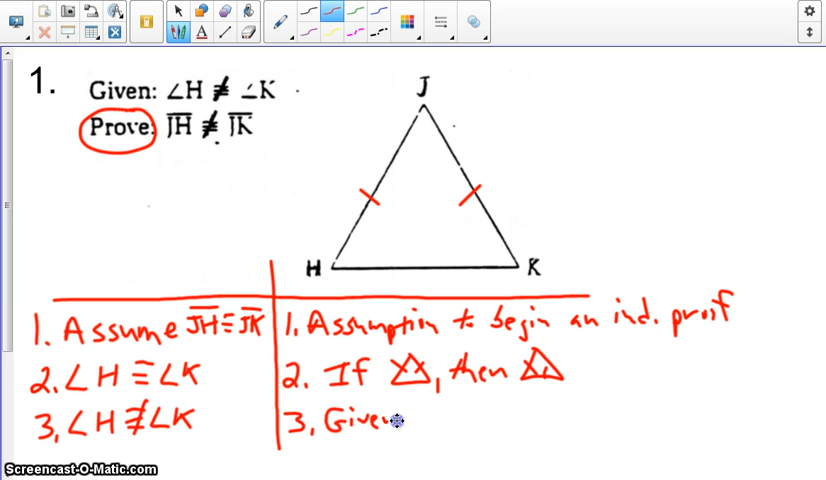 1. Given: ∠H ≇ ∠K
Prove: JH ≇ JK
J
H K
1. Assume JH ≅ JK 1. Assumption to begin an ind. proof
2. ∠H ≅ ∠K 2. If △, then △
3. ∠H ≇ ∠K 3. Given
Screencast-O-Matic.com